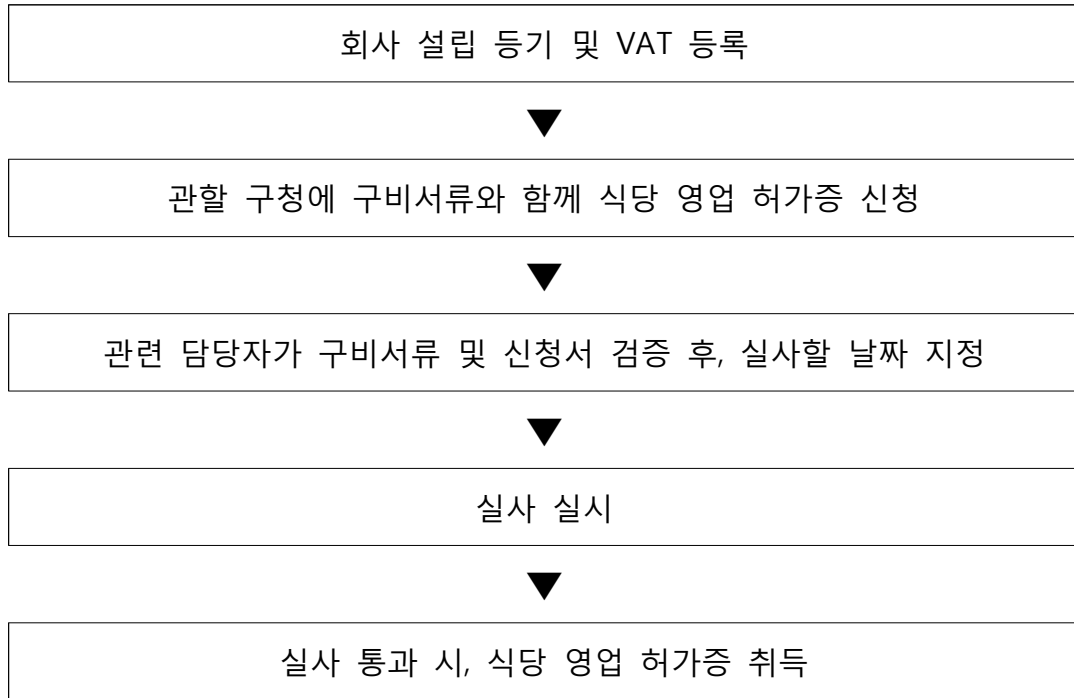 회사 설립 등기 및 VAT 등록
관할 구청에 구비서류와 함께 식당 영업 허가증 신청
관련 담당자가 구비서류 및 신청서 검증 후, 실사할 날짜 지정
실사 실시
실사 통과 시, 식당 영업 허가증 취득